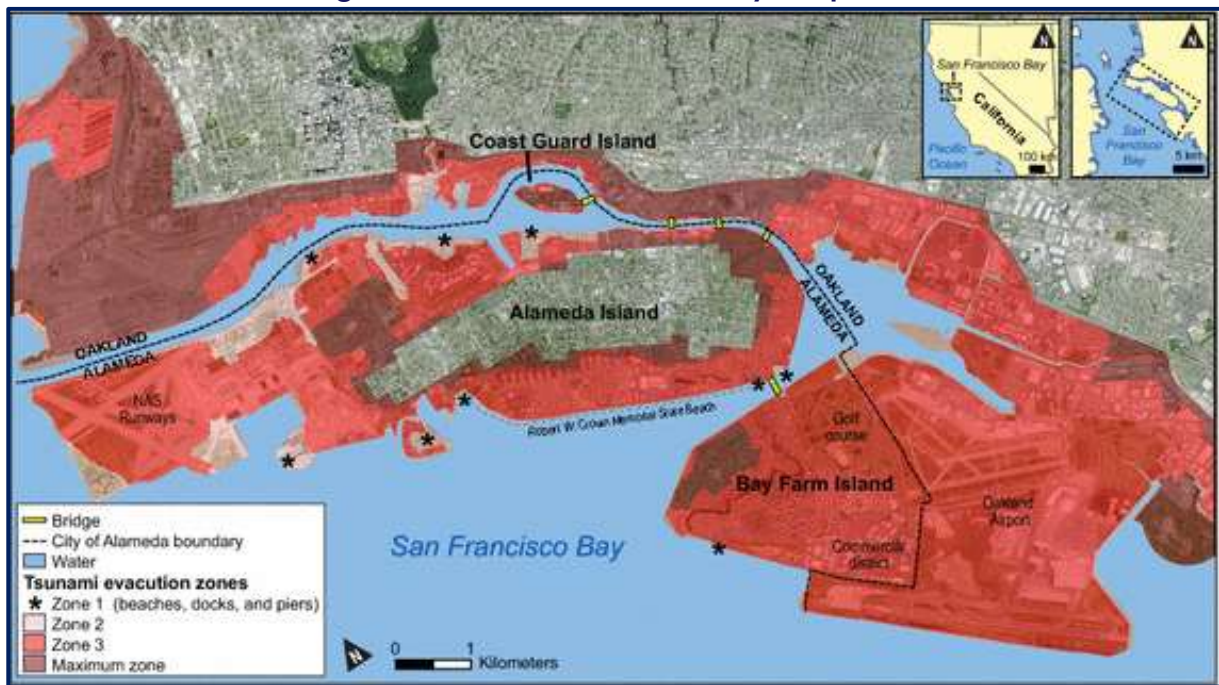 San Francisco Bay
California
Pacific
Ocean
100 km
N
San
Francisco
Bay
5 km
N
Coast Guard Island
OAKLAND
ALAMEDA
Alameda Island
OAKLAND
ALAMEDA
NAS
Runways
Robert W. Crown Memorial State Beach
Golf
course
Bay Farm Island
Oakland
Airport
Commercial
district
San Francisco Bay
Bridge
City of Alameda boundary
Water
Tsunami evacution zones
* Zone 1 (beaches, docks, and piers)
Zone 2
Zone 3
Maximum zone
N
0 1
Kilometers